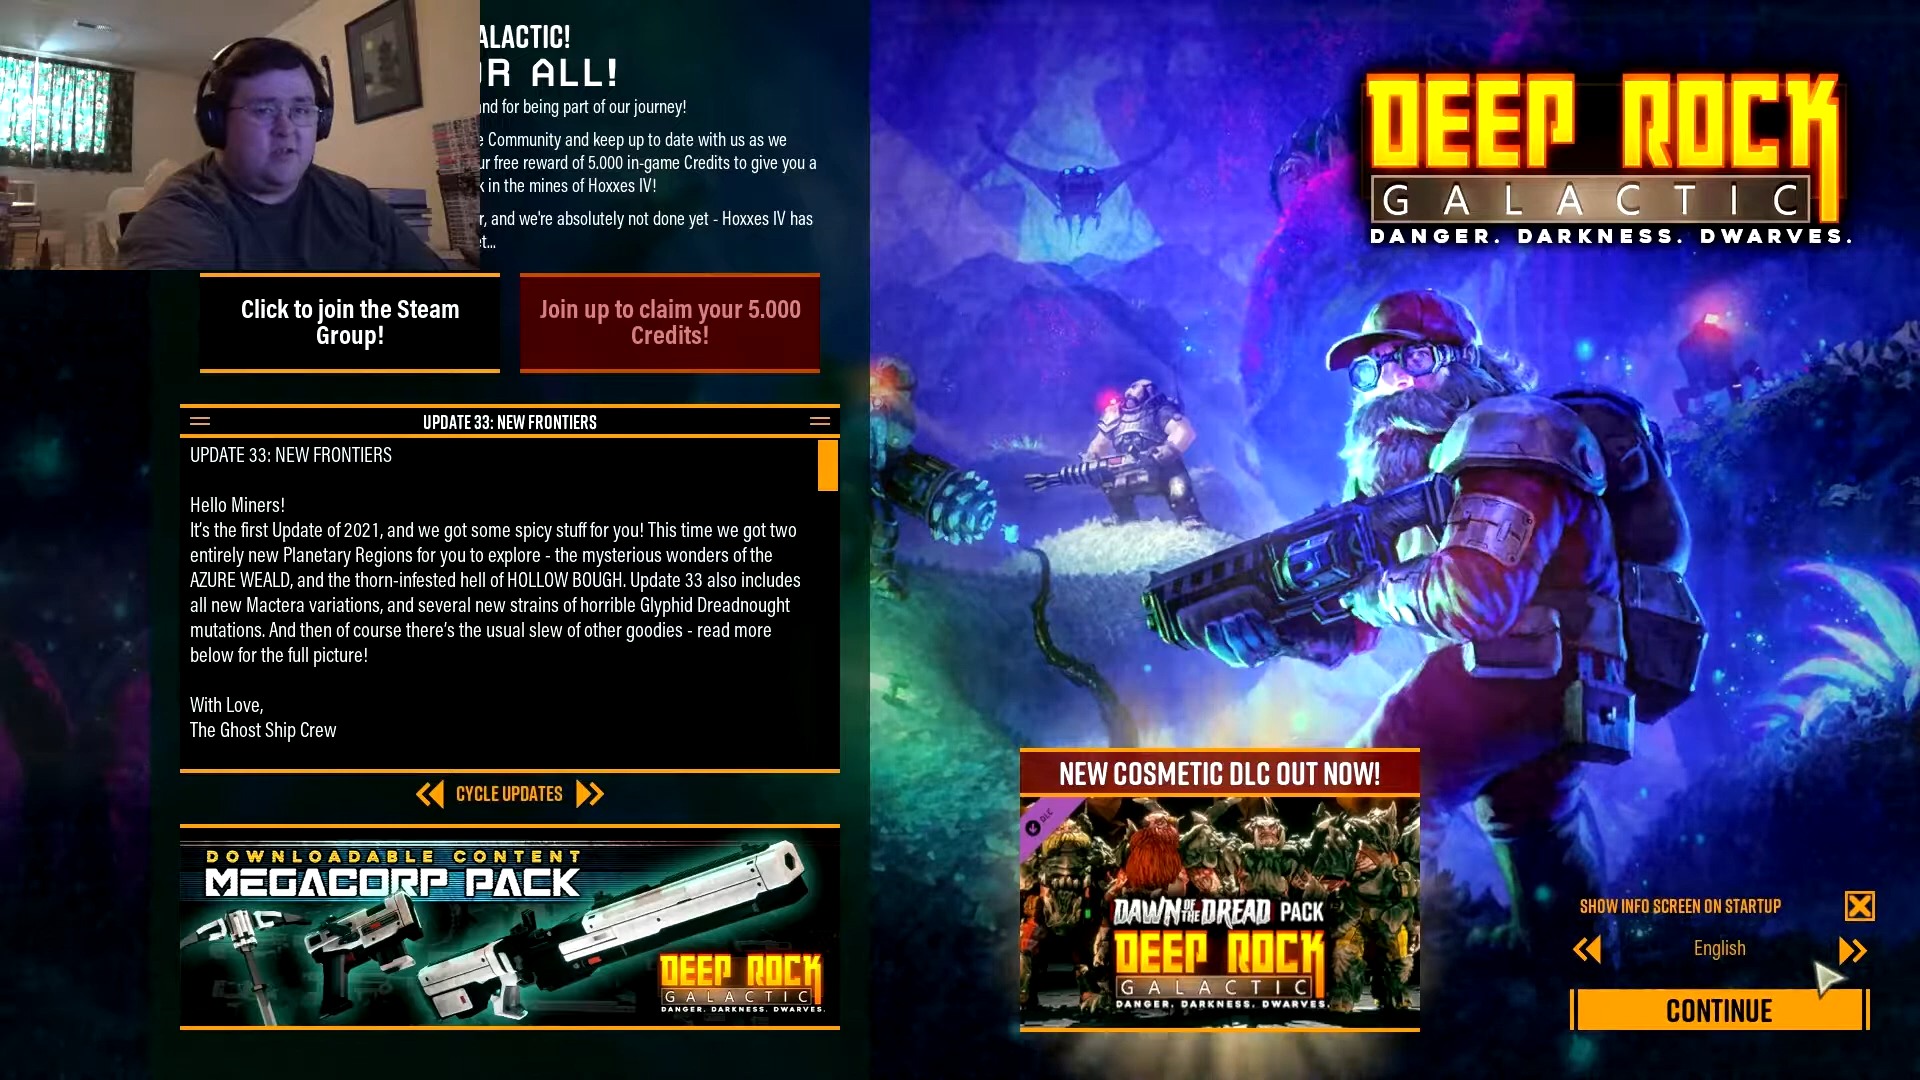 ALACTIC!
OR ALL!
and for being part of our journey!
e Community and keep up to date with us as we
ur free reward of 5.000 in-game Credits to give you a
k in the mines of Hoxxes IV!
r, and we're absolutely not done yet - Hoxxes IV has
et...
Click to join the Steam
Group!
Join up to claim your 5.000
Credits!
UPDATE 33: NEW FRONTIERS
UPDATE 33: NEW FRONTIERS
Hello Miners!
It's the first Update of 2021, and we got some spicy stuff for you! This time we got two
entirely new Planetary Regions for you to explore - the mysterious wonders of the
AZURE WEALD, and the thorn-infested hell of HOLLOW BOUGH. Update 33 also includes
all new Mactera variations, and several new strains of horrible Glyphid Dreadnought
mutations. And then of course there's the usual slew of other goodies - read more
below for the full picture!
With Love,
The Ghost Ship Crew
CYCLE UPDATES
DOWNLOADABLE CONTENT
MEGACORP PACK
DEEP ROCK
GALACTIC
DANGER. DARKNESS. DWARVES.
DEEP ROCK
GALACTIC
DANGER. DARKNESS. DWARVES.
NEW COSMETIC DLC OUT NOW!
DLC
DAWN OF THE DREAD PACK
DEEP ROCK
GALACTIC
DANGER. DARKNESS. DWARVES.
SHOW INFO SCREEN ON STARTUP
English
CONTINUE